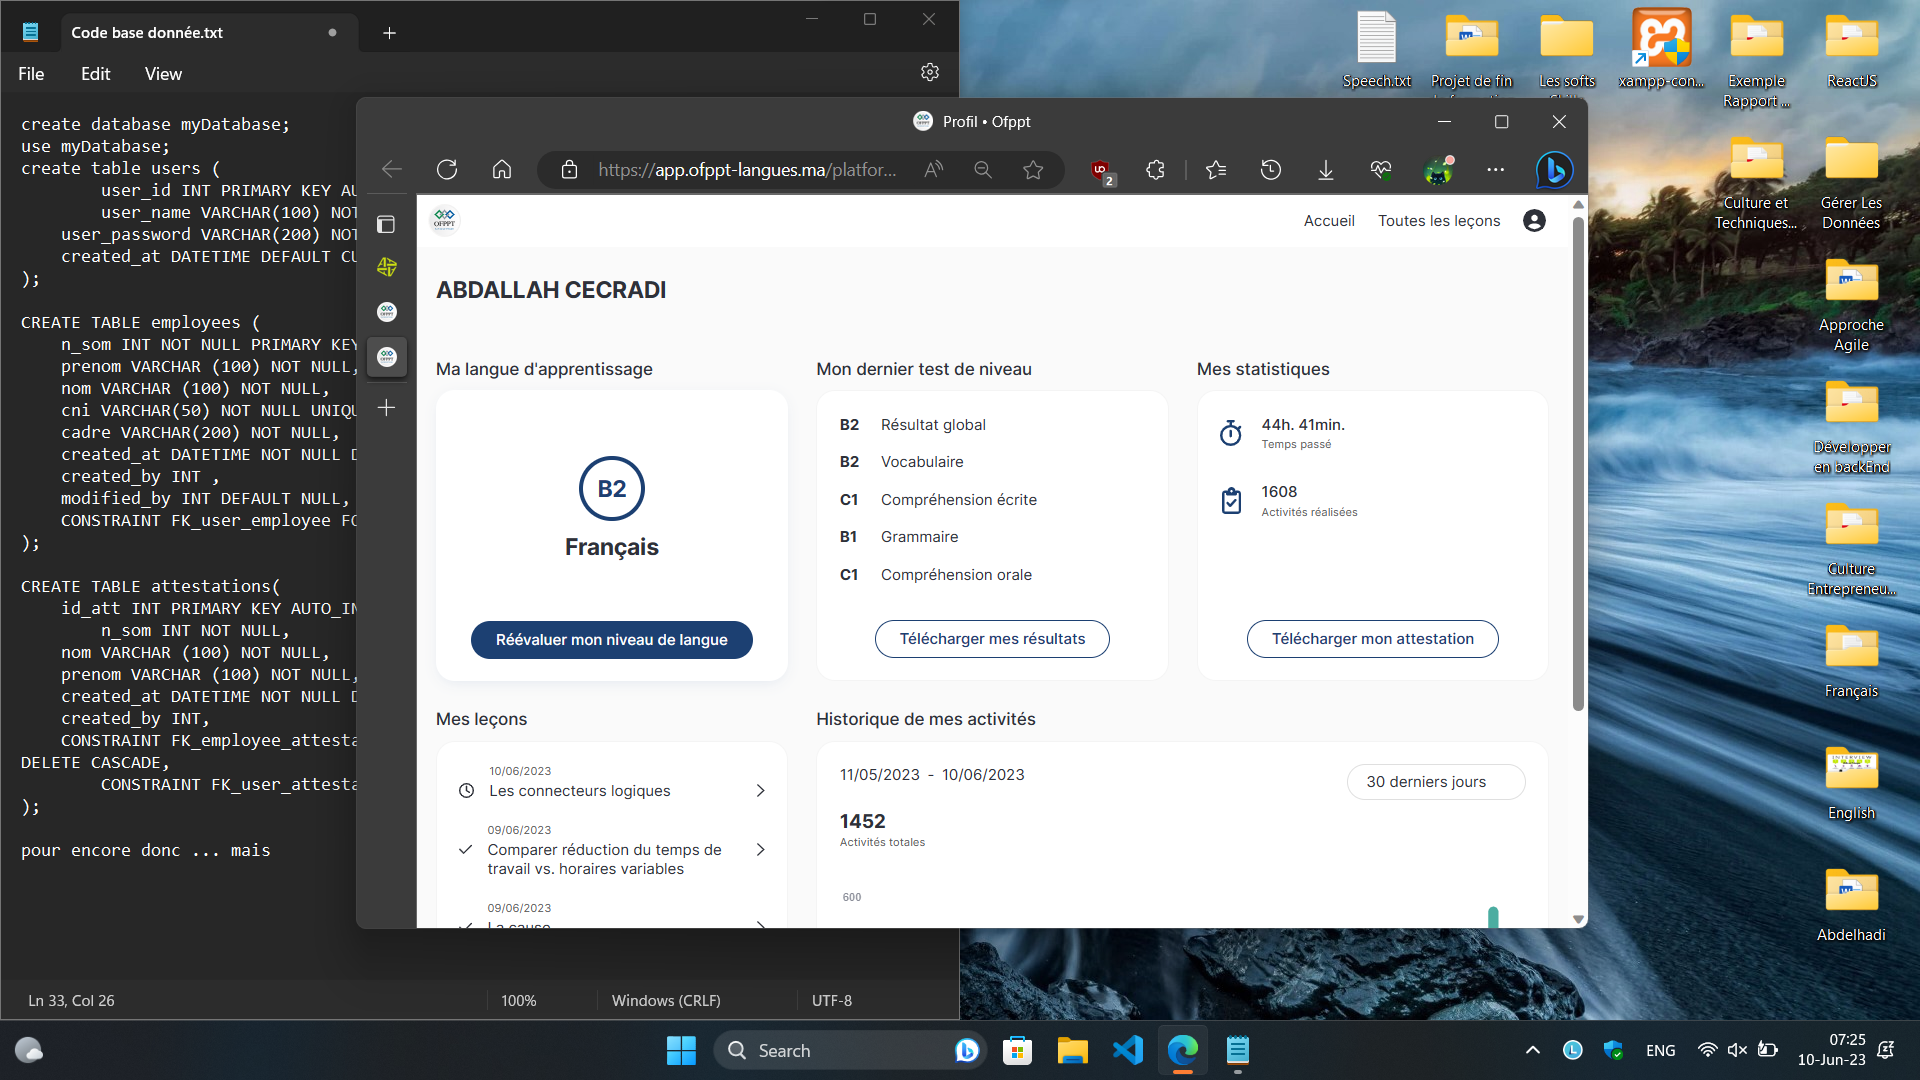 Code base donnée.txt
File Edit View
create database myDatabase;
use myDatabase;
create table users (
user_id INT PRIMARY KEY
user_name VARCHAR(100)
user_password VARCHAR(200)
created_at DATETIME DEFAULT
);
CREATE TABLE employees (
n_som INT NOT NULL PRIMARY KEY
prenom VARCHAR (100) NOT NULL,
nom VARCHAR (100) NOT NULL,
cni VARCHAR(50) NOT NULL
cadre VARCHAR(200) NOT NULL,
created_at DATETIME NOT NULL
created_by INT ,
modified_by INT DEFAULT NULL,
CONSTRAINT FK_user_employee
);
CREATE TABLE attestations(
id_att INT PRIMARY KEY
n_som INT NOT NULL,
nom VARCHAR (100) NOT NULL,
prenom VARCHAR (100) NOT NULL,
created_at DATETIME NOT NULL
created_by INT,
CONSTRAINT
DELETE CASCADE,
CONSTRAINT
);
pour encore donc ... mais
Ln 33, Col 26
100%
Windows (CRLF)
UTF-8
Profil • Ofppt
https://app.ofppt-langues.ma/platfor...
2
OFPPT
Accueil
Toutes les leçons
ABDALLAH CECRADI
Ma langue d'apprentissage
B2
Français
Réévaluer mon niveau de langue
Mon dernier test de niveau
B2 Résultat global
B2 Vocabulaire
C1 Compréhension écrite
B1 Grammaire
C1 Compréhension orale
Télécharger mes résultats
Mes statistiques
44h. 41min.
Temps passé
1608
Activités réalisées
Télécharger mon attestation
Mes leçons
10/06/2023
Les connecteurs logiques
09/06/2023
Comparer réduction du temps de
travail vs. horaires variables
09/06/2023
La cause
Historique de mes activités
11/05/2023 - 10/06/2023
30 derniers jours
1452
Activités totales
600
Speech.txt
Projet de fin
Les softs
xampp-con...
Exemple
Rapport ...
ReactJS
Culture et
Techniques...
Gérer Les
Données
Approche
Agile
Développer
en backEnd
Culture
Entrepreneu...
Français
English
Abdelhadi
Search
ENG
07:25
10-Jun-23